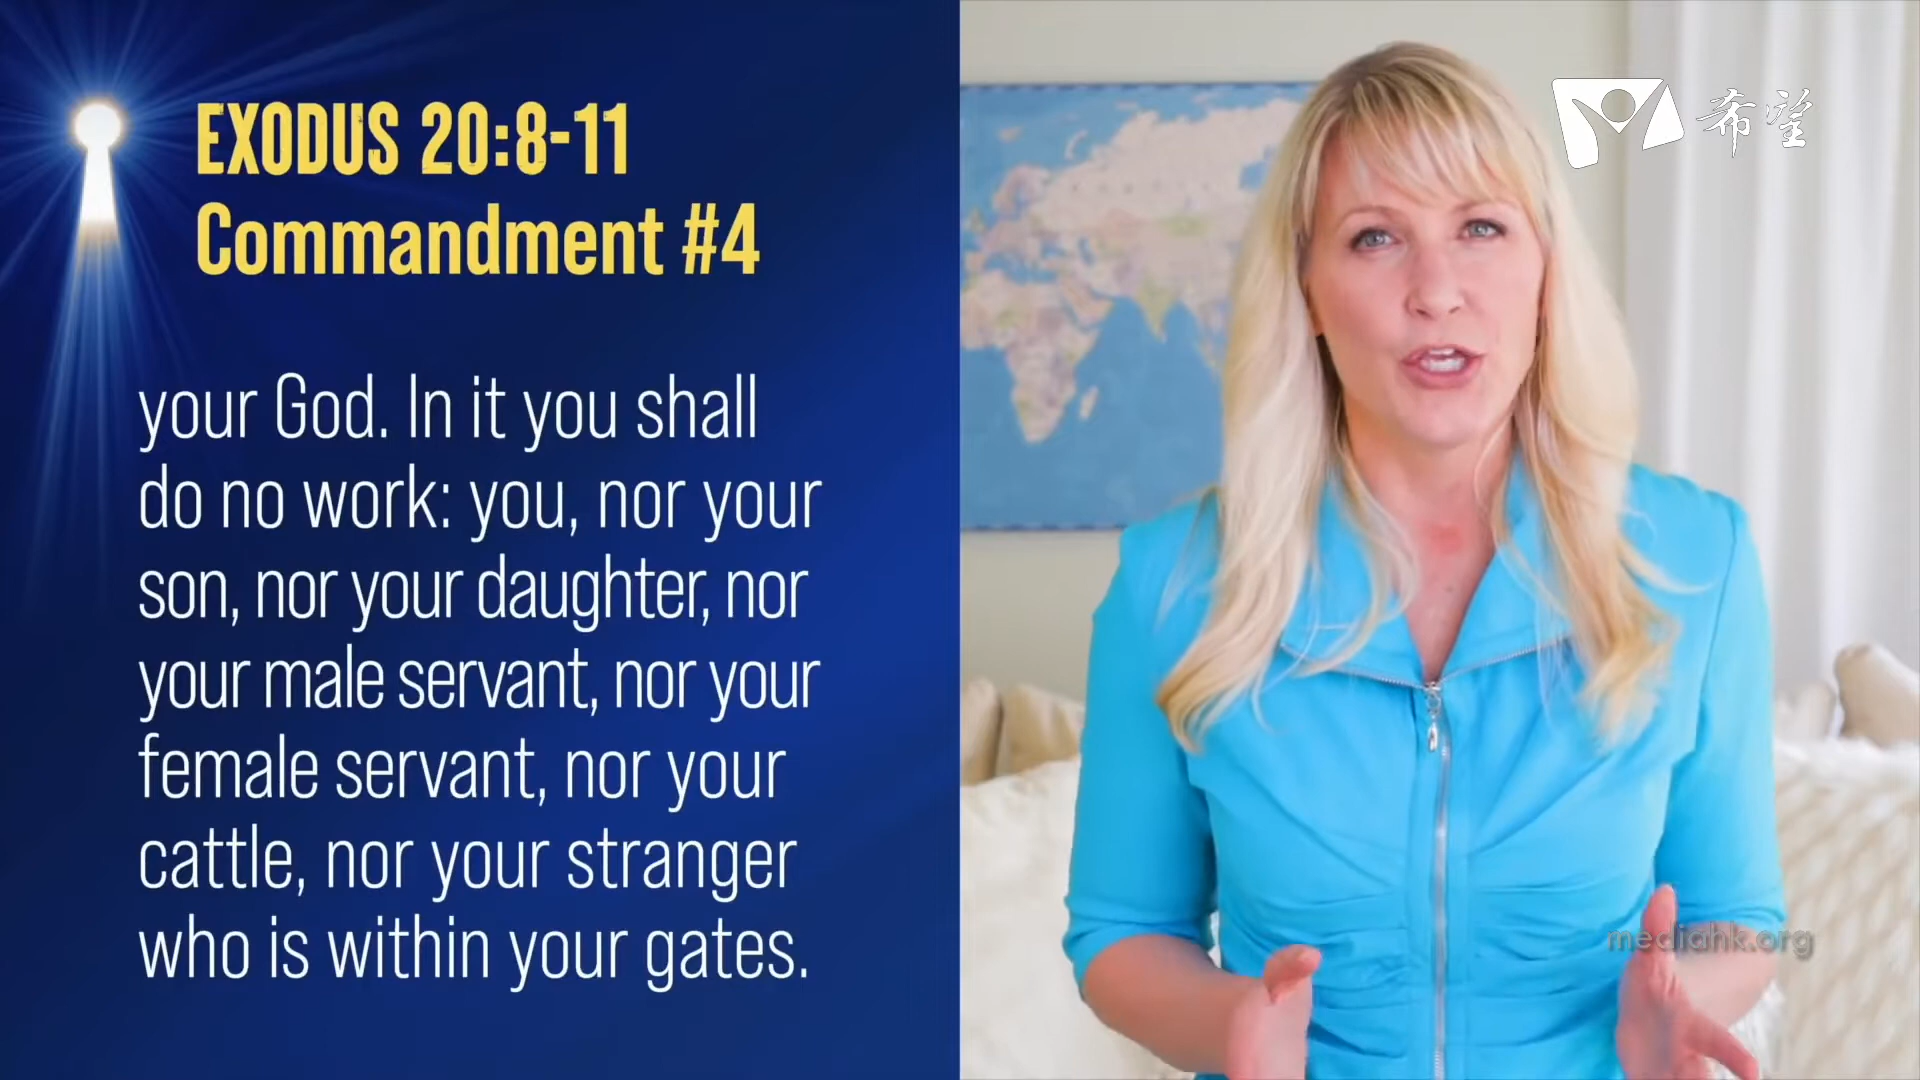 EXODUS 20:8-11
Commandment #4
your God. In it you shall
do no work: you, nor your
son, nor your daughter, nor
your male servant, nor your
female servant, nor your
cattle, nor your stranger
who is within your gates.
希望
mediahk.org